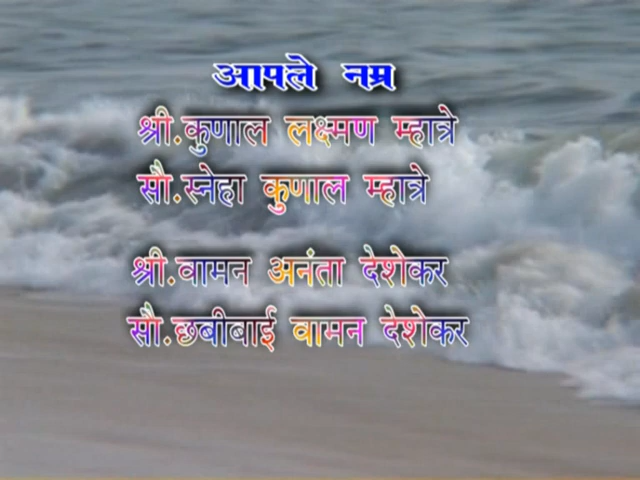 आपले नम्र
श्री.कुणाल लक्ष्मण म्हात्रे
सौ.स्नेहा कुणाल म्हात्रे
श्री.वामन अनंता देशेकर
सौ.छबीबाई वामन देशेकर